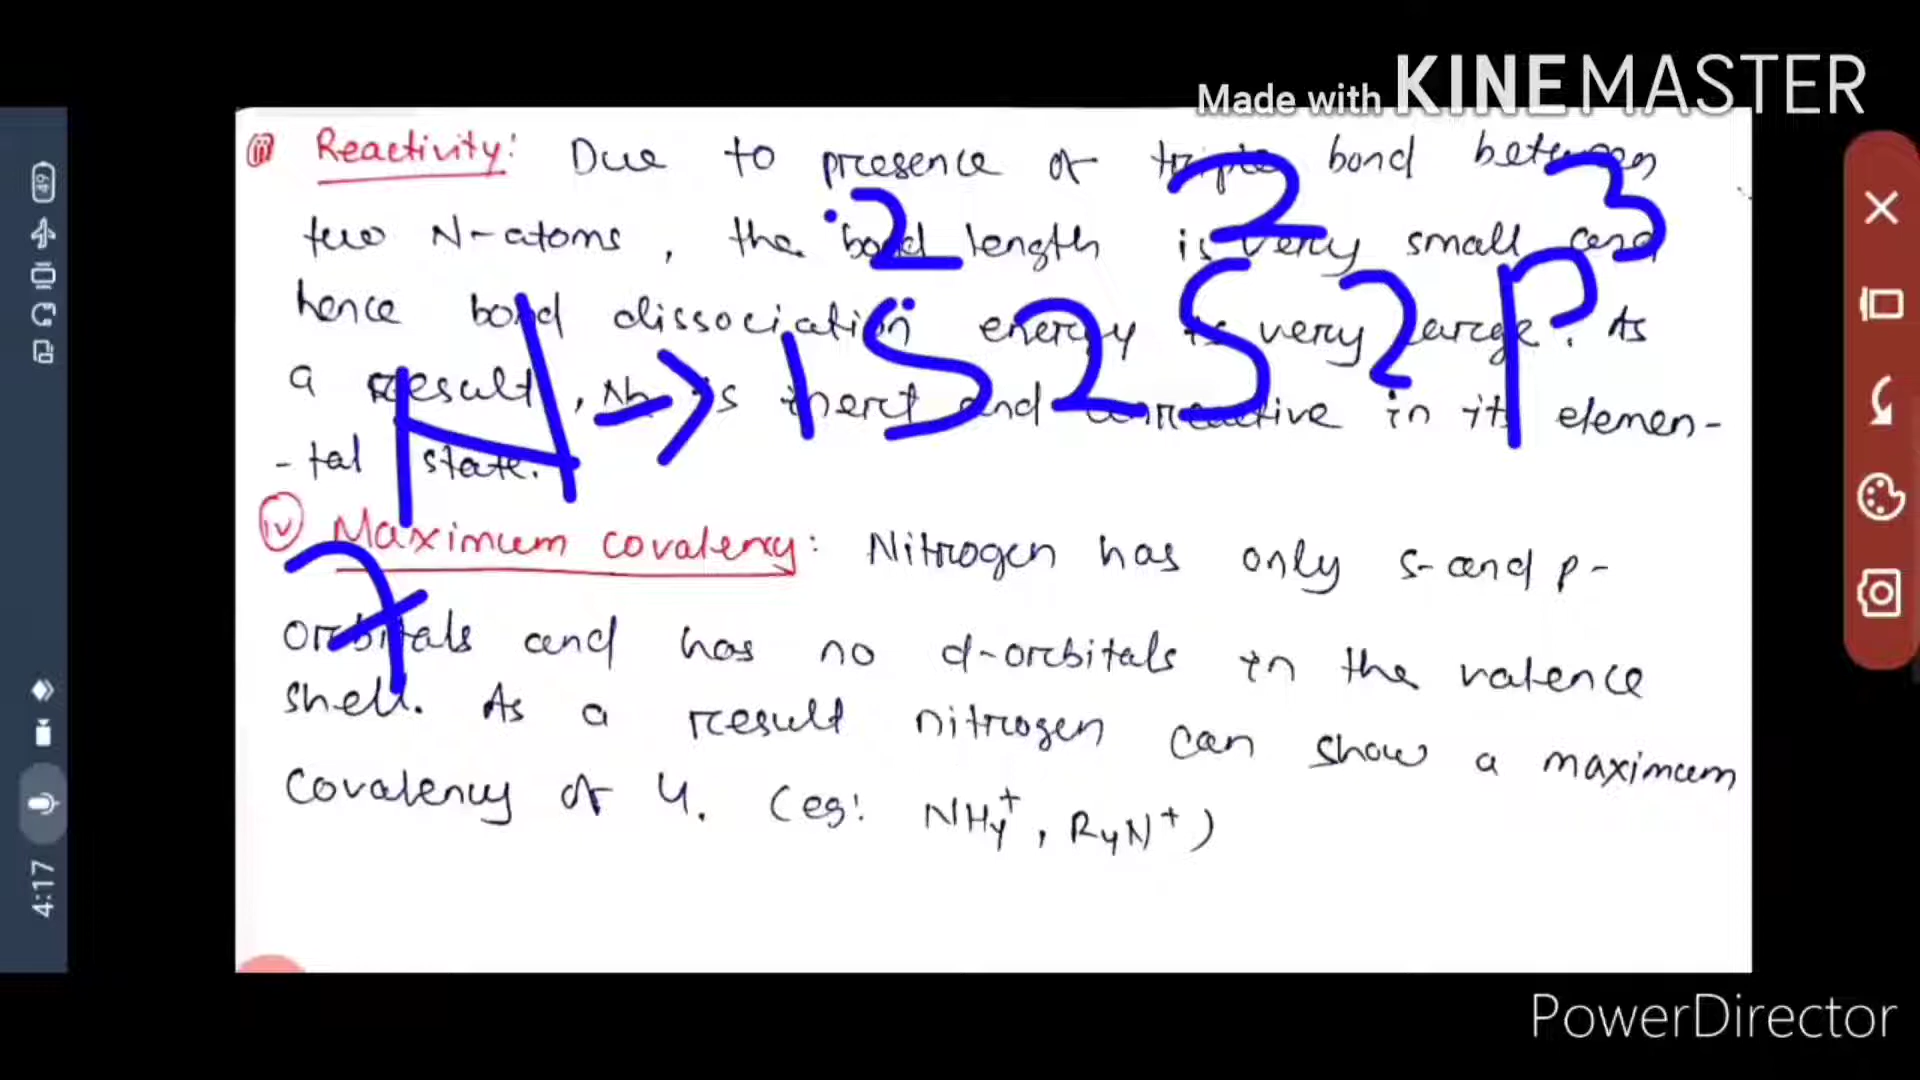 Made with KINEMASTER
(iii) Reactivity: Due to presence of triple bond between
two N-atoms, the bond length is very small and
hence bond dissociation energy is very large. As
a result, N₂ is inert and unreactive in its elemen-
-tal state.
N → 1s² 2s² 2p³
7
(iv) Maximum covalency: Nitrogen has only s- and p-
orbitals and has no d-orbitals in the valence
shell. As a result nitrogen can show a maximum
covalency of 4. (eg: NH₄⁺, R₄N⁺)
49
4:17
PowerDirector